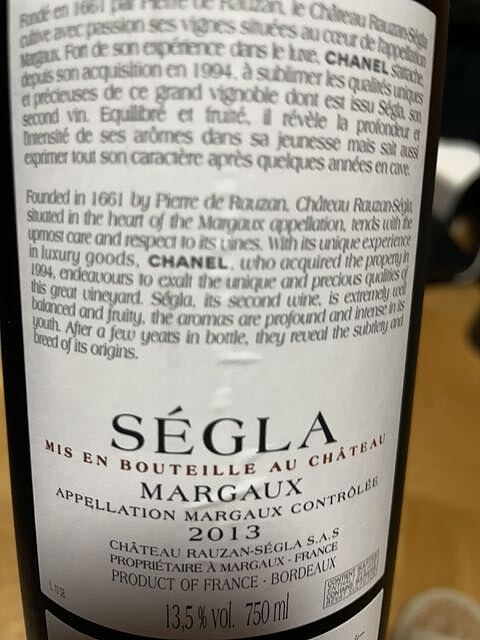 Fondé en 1661 par Pierre de Rauzan, le Château Rauzan-Ségla
cultive avec passion ses vignes situées au cœur de l'appellation
Margaux. Fort de son expérience dans le luxe, CHANEL s'attache,
depuis son acquisition en 1994, à sublimer les qualités uniques
et précieuses de ce grand vignoble dont est issu Ségla, son
second vin. Equilibré et fruité, il révèle la profondeur et
l'intensité de ses arômes dans sa jeunesse mais sait aussi
exprimer tout son caractère après quelques années en cave.
Founded in 1661 by Pierre de Rauzan, Château Rauzan-Ségla,
situated in the heart of the Margaux appellation, tends with the
upmost care and respect to its vines. With its unique experience
in luxury goods, CHANEL, who acquired the property in
1994, endeavours to exalt the unique and precious qualities of
this great vineyard. Ségla, its second wine, is extremely well
balanced and fruity, the aromas are profound and intense in its
youth. After a few years in bottle, they reveal the subtlety and
breed of its origins.
SÉGLA
MIS EN BOUTEILLE AU CHÂTEAU
MARGAUX
APPELLATION MARGAUX CONTRÔLÉE
2013
CHÂTEAU RAUZAN-SÉGLA S.A.S
PROPRIÉTAIRE À MARGAUX - FRANCE
PRODUCT OF FRANCE - BORDEAUX
13,5 % vol. 750 ml